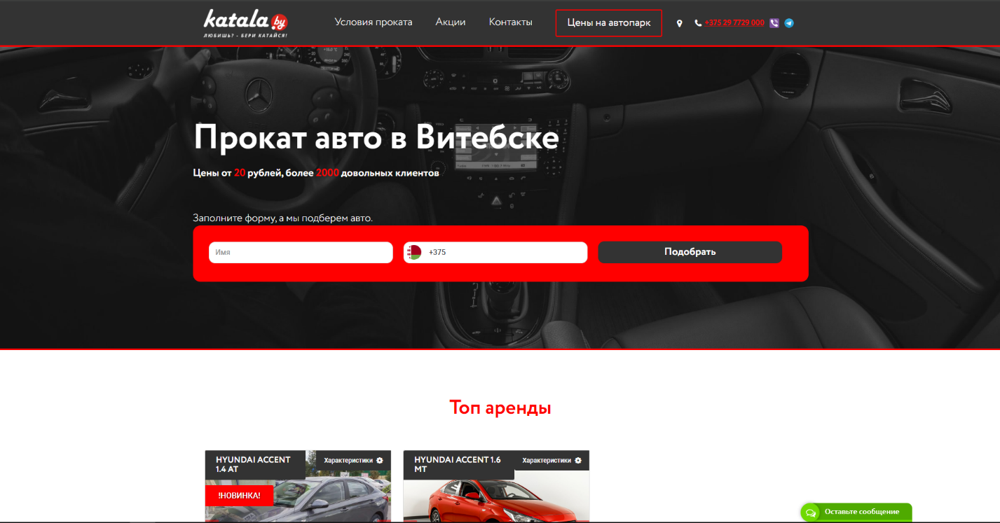 katala.by
ЛЮБИШЬ? - БЕРИ КАТАЙСЯ!
Условия проката
Акции
Контакты
Цены на автопарк
+375 29 7729 000
Прокат авто в Витебске
Цены от 20 рублей, более 2000 довольных клиентов
Заполните форму, а мы подберем авто.
Имя
+375
Подобрать
Топ аренды
HYUNDAI ACCENT
1.4 AT
Характеристики
!НОВИНКА!
HYUNDAI ACCENT 1.6
MT
Характеристики
Оставьте сообщение